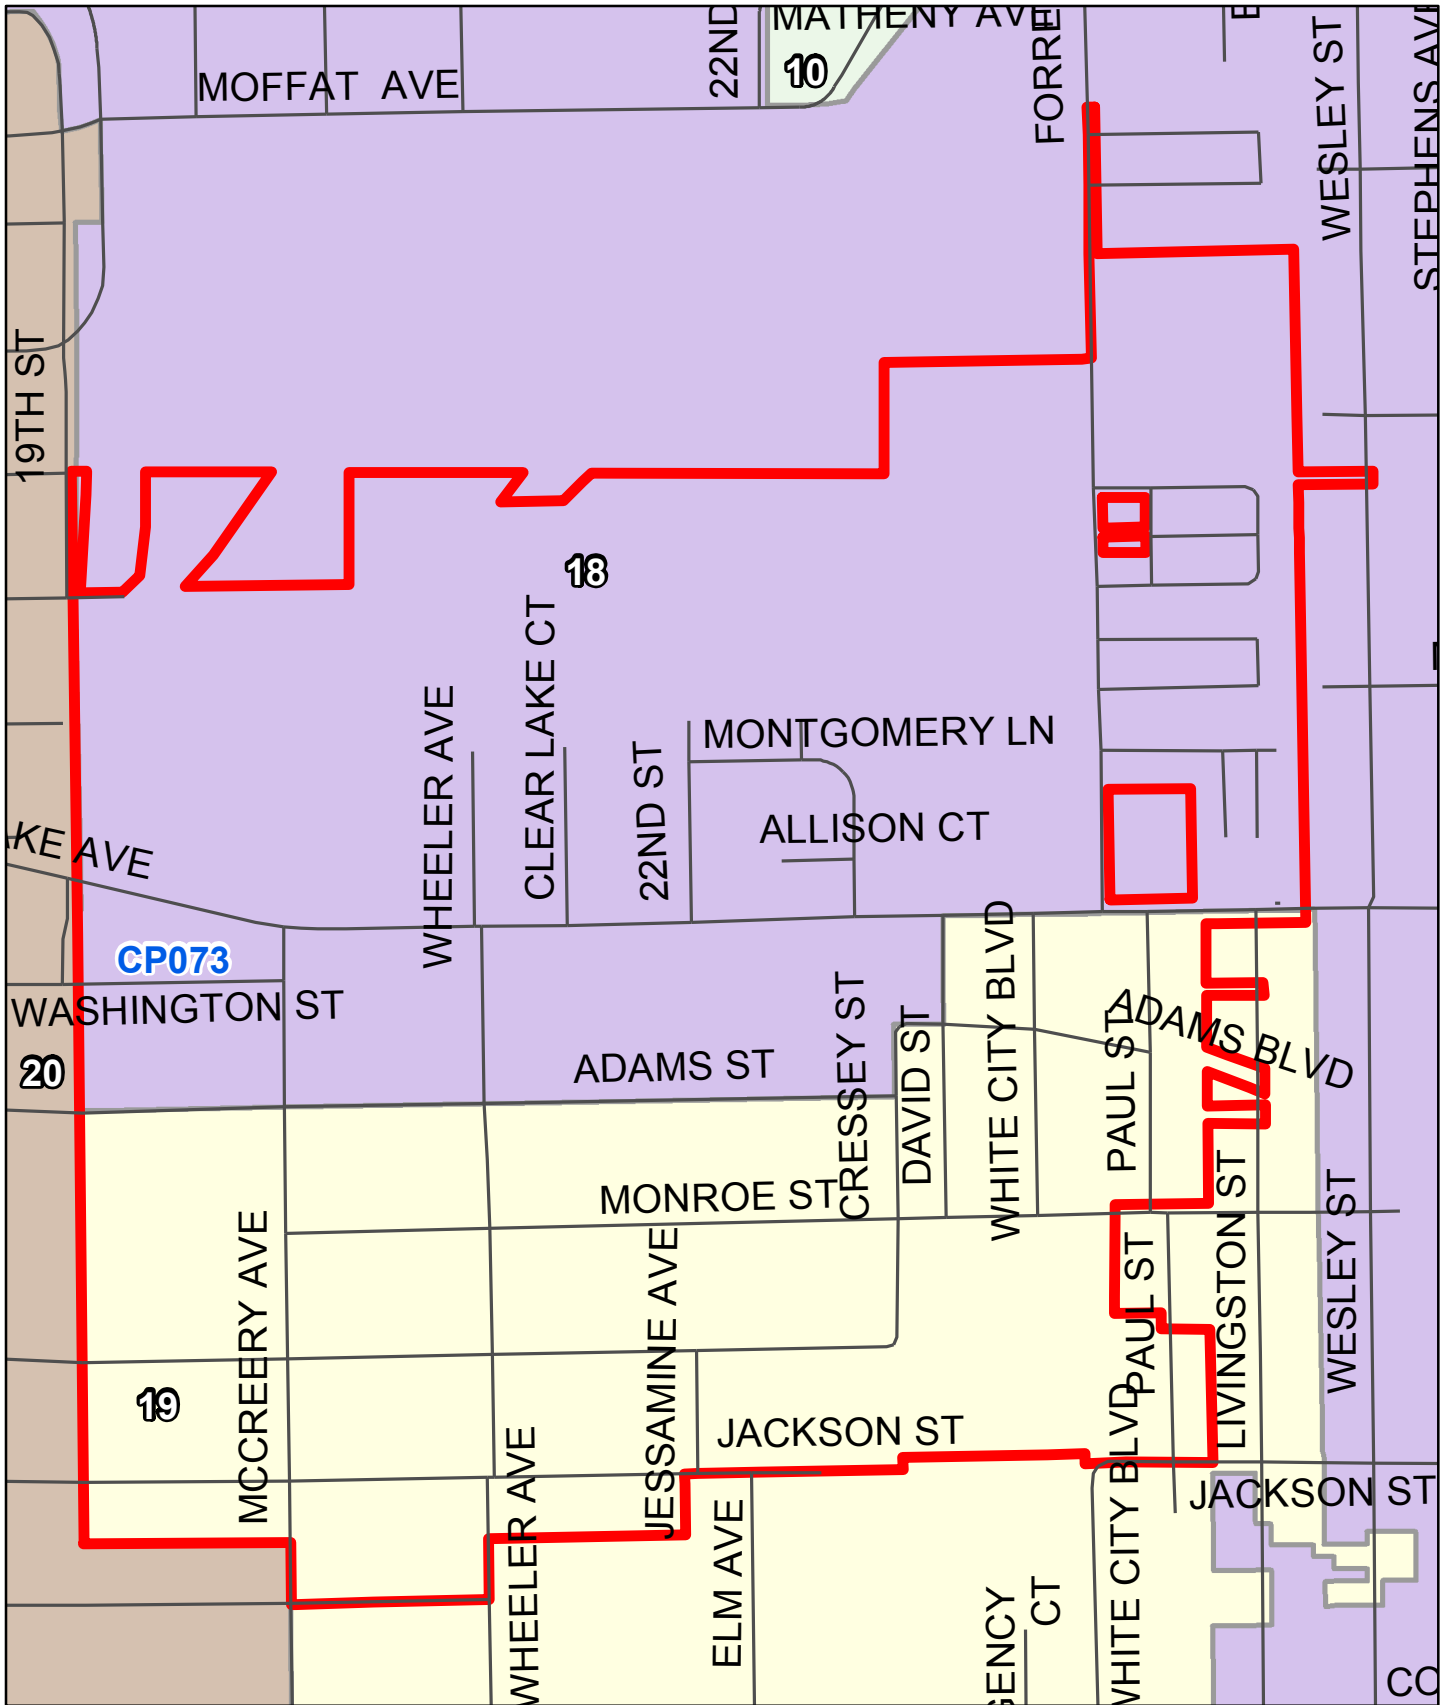 MATHENY AVE
22ND
10
FORRE
WESLEY ST
STEPHENS AVE
MOFFAT AVE
19TH ST
18
CLEAR LAKE CT
WHEELER AVE
22ND ST
MONTGOMERY LN
ALLISON CT
KE AVE
CP073
WASHINGTON ST
20
ADAMS ST
CRESSEY ST
DAVID ST
WHITE CITY BLVD
PAUL ST
ADAMS BLVD
MONROE ST
MCCREERY AVE
JESSAMINE AVE
PAUL ST
LIVINGSTON ST
WESLEY ST
19
JACKSON ST
WHEELER AVE
ELM AVE
WHITE CITY BLVD
JACKSON ST
GENCY
CT
CO